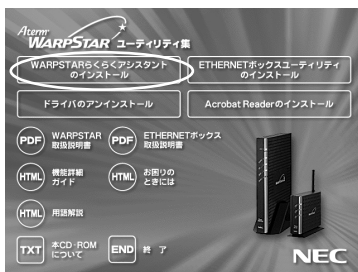 Aterm
WARPSTAR ユーティリティ集
WARPSTARらくらくアシスタント
のインストール
ETHERNETボックスユーティリティ
のインストール
ドライバのアンインストール
Acrobat Readerのインストール
PDF
WARPSTAR
取扱説明書
PDF
ETHERNETボックス
取扱説明書
HTML
機能詳細
ガイド
HTML
お困りの
ときには
HTML
用語解説
TXT
本CD-ROM
について
END
終 了
NEC